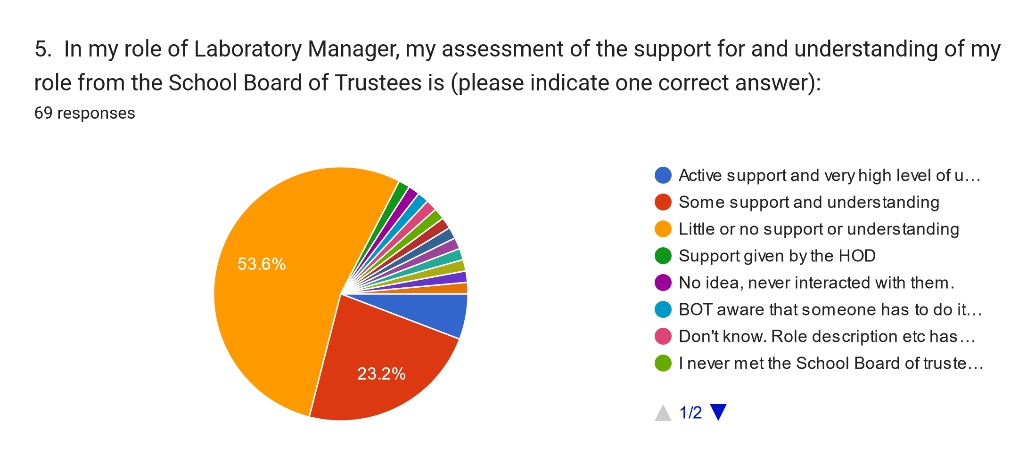 5. In my role of Laboratory Manager, my assessment of the support for and understanding of my
role from the School Board of Trustees is (please indicate one correct answer):
69 responses
Active support and very high level of u…
Some support and understanding
Little or no support or understanding
Support given by the HOD
No idea, never interacted with them.
BOT aware that someone has to do it…
Don't know. Role description etc has…
I never met the School Board of truste…
53.6%
23.2%
1/2